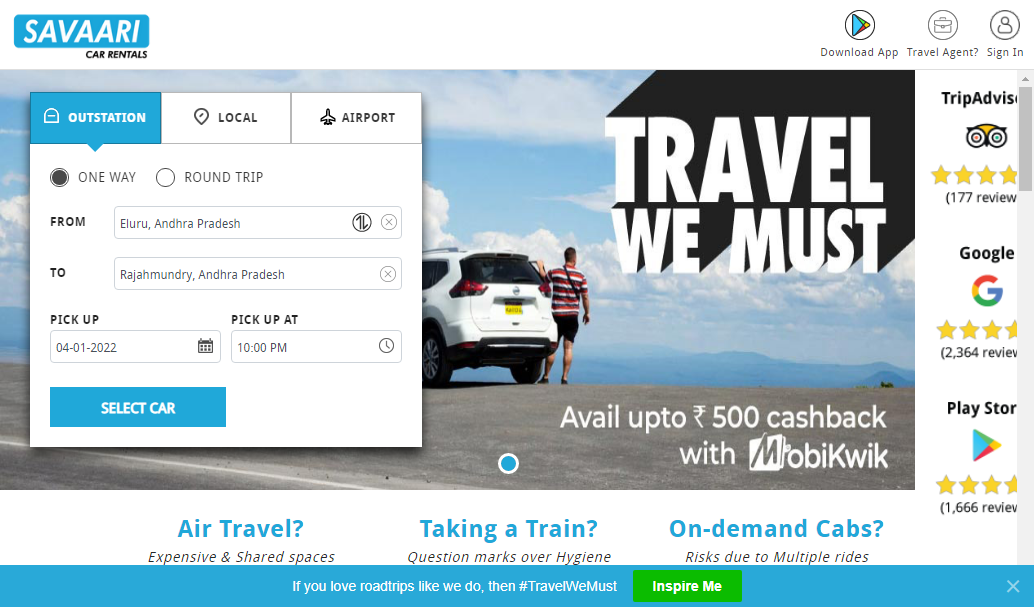 SAVAARI
CAR RENTALS
Download App
Travel Agent?
Sign In
OUTSTATION
LOCAL
AIRPORT
ONE WAY
ROUND TRIP
FROM
Eluru, Andhra Pradesh
TO
Rajahmundry, Andhra Pradesh
PICK UP
PICK UP AT
04-01-2022
10:00 PM
SELECT CAR
TRAVEL
WE MUST
Avail upto ₹ 500 cashback
with MobiKwik
TripAdviso
(177 review
Google
(2,364 review
Play Stor
(1,666 review
Air Travel?
Expensive & Shared spaces
Taking a Train?
Question marks over Hygiene
On-demand Cabs?
Risks due to Multiple rides
If you love roadtrips like we do, then #TravelWeMust
Inspire Me